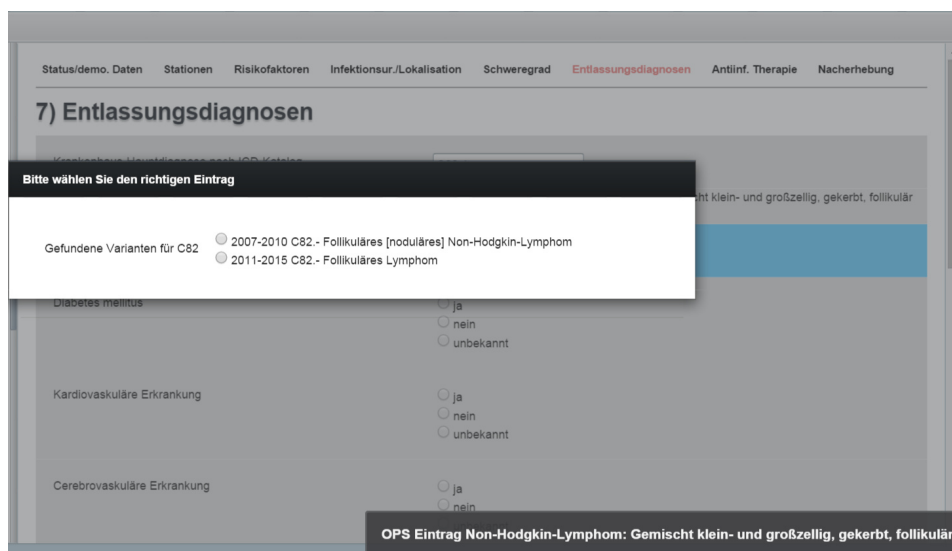 Status/demo. Daten Stationen Risikofaktoren Infektionsur./Lokalisation Schweregrad Entlassungsdiagnosen Antiinf. Therapie Nacherhebung
7) Entlassungsdiagnosen
Bitte wählen Sie den richtigen Eintrag
klein- und großzellig, gekerbt, follikulär
Gefundene Varianten für C82
2007-2010 C82.- Follikuläres [noduläres] Non-Hodgkin-Lymphom
2011-2015 C82.- Follikuläres Lymphom
Diabetes mellitus
ja
nein
unbekannt
Kardiovaskuläre Erkrankung
ja
nein
unbekannt
Cerebrovaskuläre Erkrankung
ja
nein
OPS Eintrag Non-Hodgkin-Lymphom: Gemischt klein- und großzellig, gekerbt, follikulär